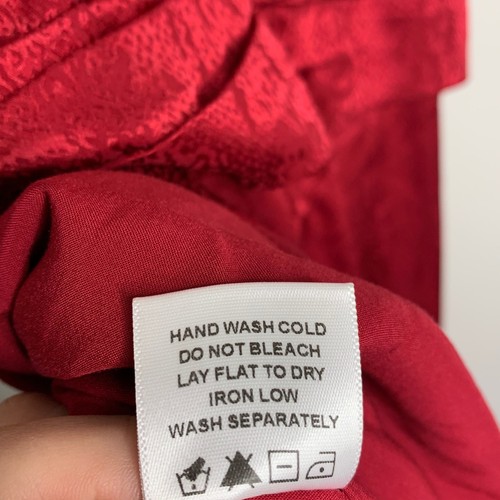 HAND WASH COLD
DO NOT BLEACH
LAY FLAT TO DRY
IRON LOW
WASH SEPARATELY